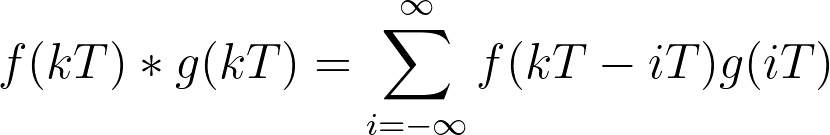 f(kT) ∗ g(kT) = ∑_{i=−∞}^{∞} f(kT − iT)g(iT)